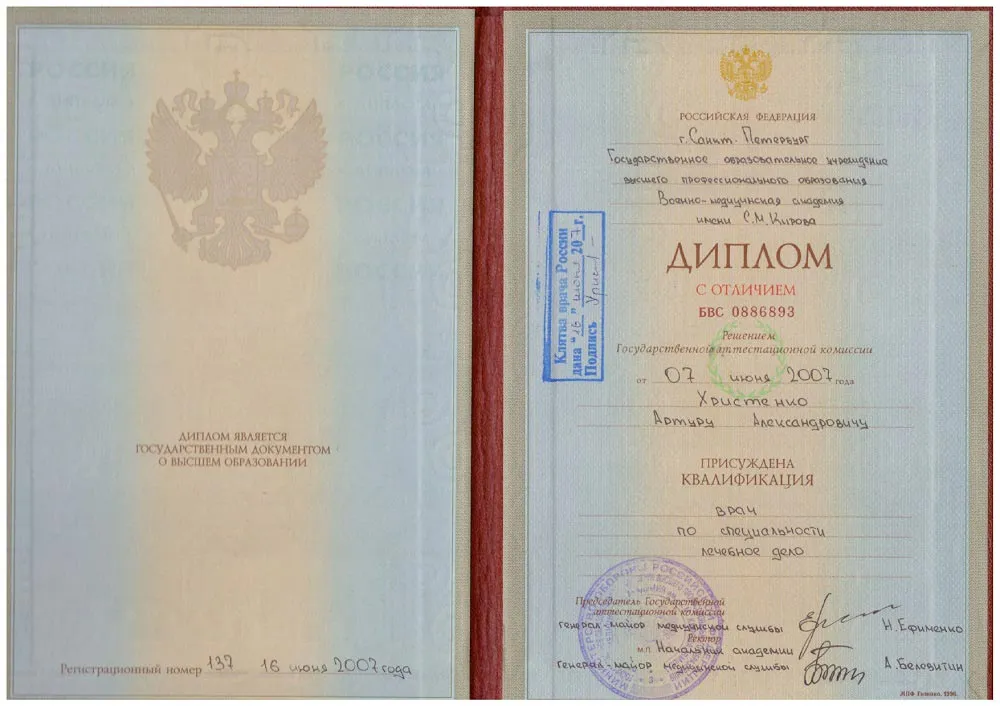 ДИПЛОМ ЯВЛЯЕТСЯ
ГОСУДАРСТВЕННЫМ ДОКУМЕНТОМ
О ВЫСШЕМ ОБРАЗОВАНИИ
Регистрационный номер 137 16 июня 2007 года
РОССИЙСКАЯ ФЕДЕРАЦИЯ
г. Санкт-Петербург
Государственное образовательное учреждение
высшего профессионального образования
Военно-медицинская академия
имени С.М. Кирова
ДИПЛОМ
С ОТЛИЧИЕМ
БВС 0886893
Клятва врача России
дана "16" июня 2007 г.
Подпись
Решением
Государственной аттестационной комиссии
от 07 июня 2007 года
Христенко
Артуру Александровичу
ПРИСУЖДЕНА
КВАЛИФИКАЦИЯ
врач
по специальности
лечебное дело
Председатель Государственной
аттестационной комиссии
генерал-майор медицинской службы Н. Ефименко
Ректор
М.П. Начальник академии
генерал-майор медицинской службы А. Белевитин
МПФ Гознака. 1996.